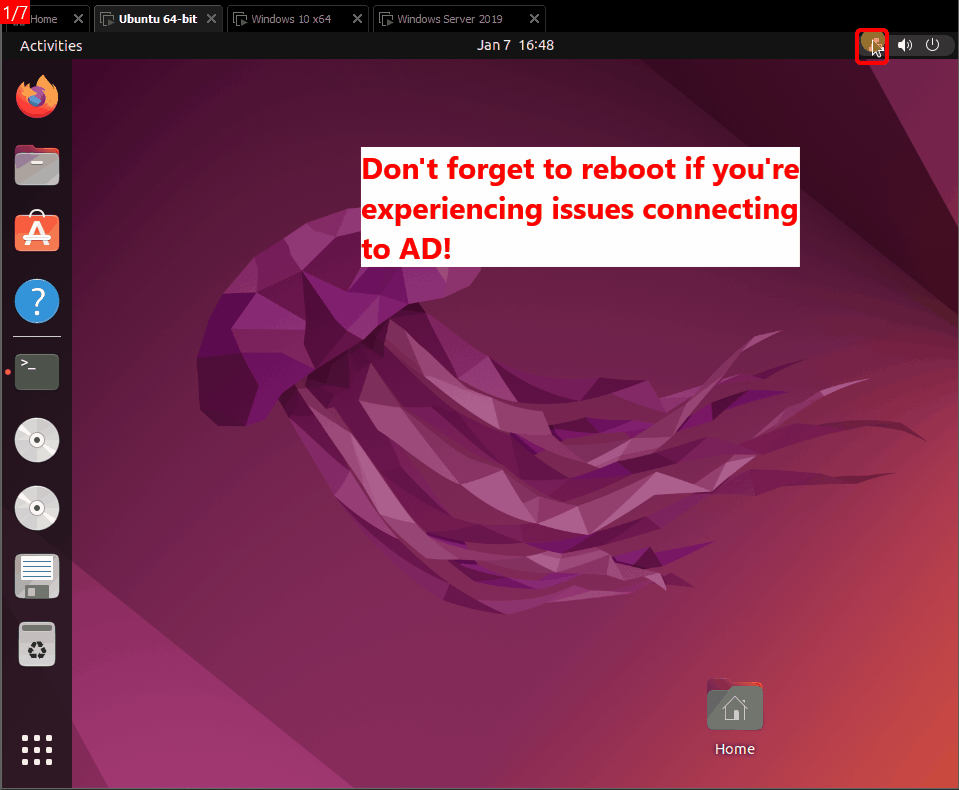 1/7
Home
Ubuntu 64-bit
Windows 10 x64
Windows Server 2019
Activities
Jan 7 16:48
Don't forget to reboot if you're
experiencing issues connecting
to AD!
?
>_
Home